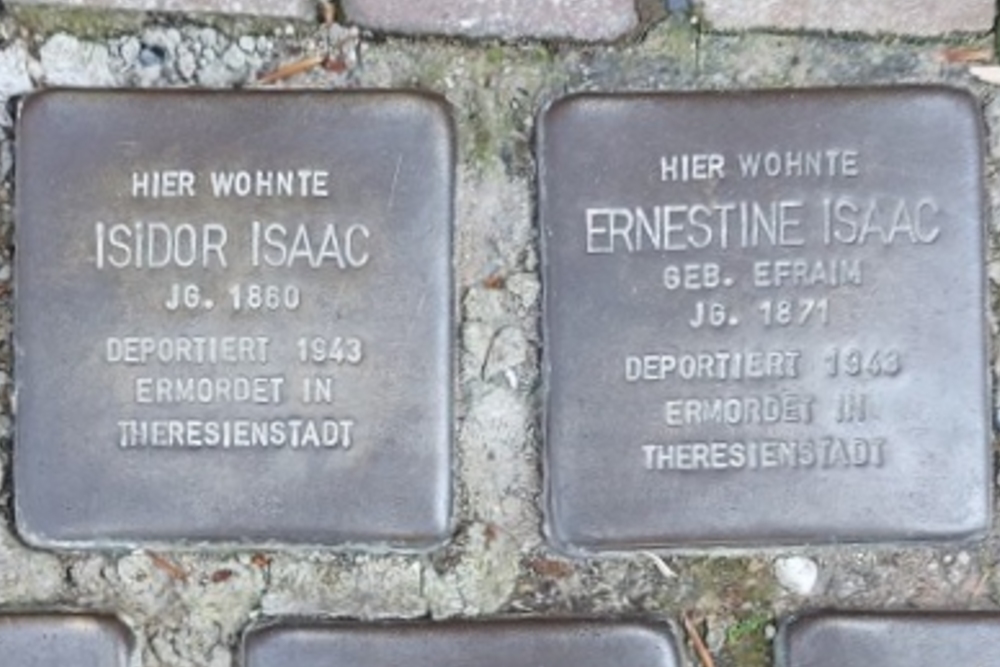 HIER WOHNTE
ISIDOR ISAAC
JG. 1860
DEPORTIERT 1943
ERMORDET IN
THERESIENSTADT
HIER WOHNTE
ERNESTINE ISAAC
GEB. EFRAIM
JG. 1871
DEPORTIERT 1943
ERMORDET IN
THERESIENSTADT